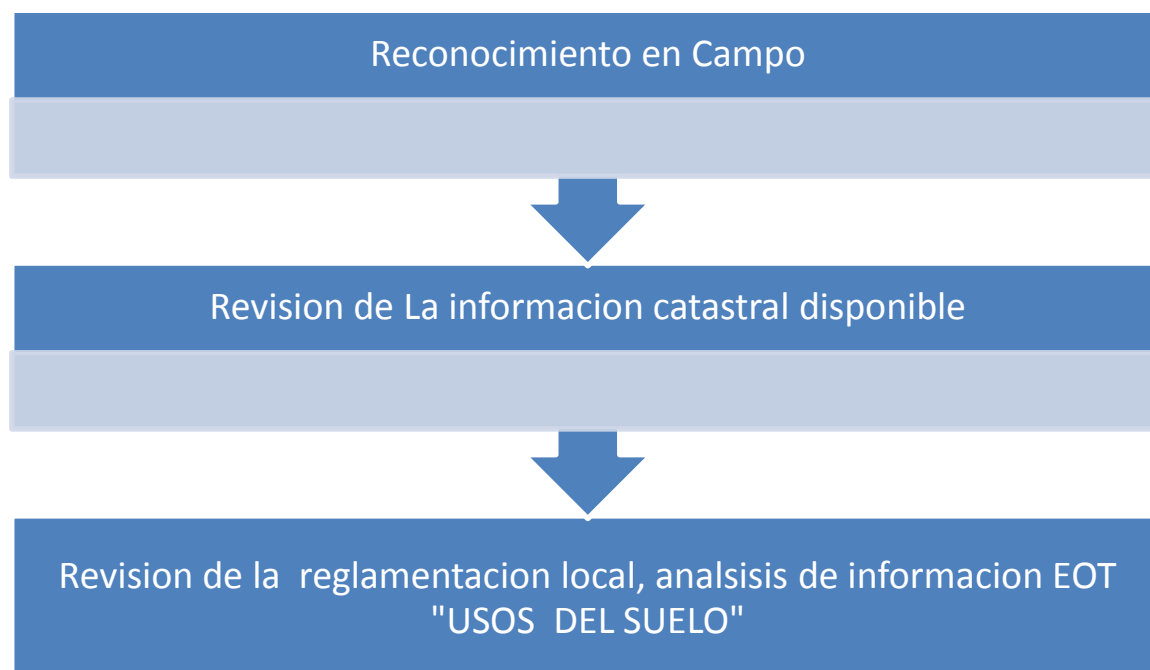 Reconocimiento en Campo
Revision de La informacion catastral disponible
Revision de la  reglamentacion local, analsisis de informacion EOT
"USOS  DEL SUELO"